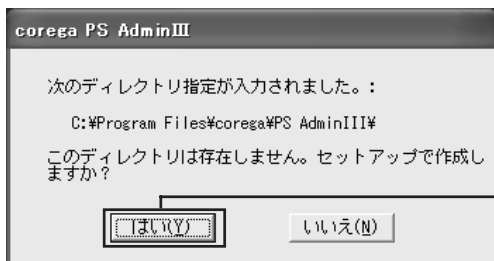 corega PS AdminⅢ
次のディレクトリ指定が入力されました。:
C:¥Program Files¥corega¥PS AdminIII¥
このディレクトリは存在しません。セットアップで作成し
ますか？
はい(Y) いいえ(N)